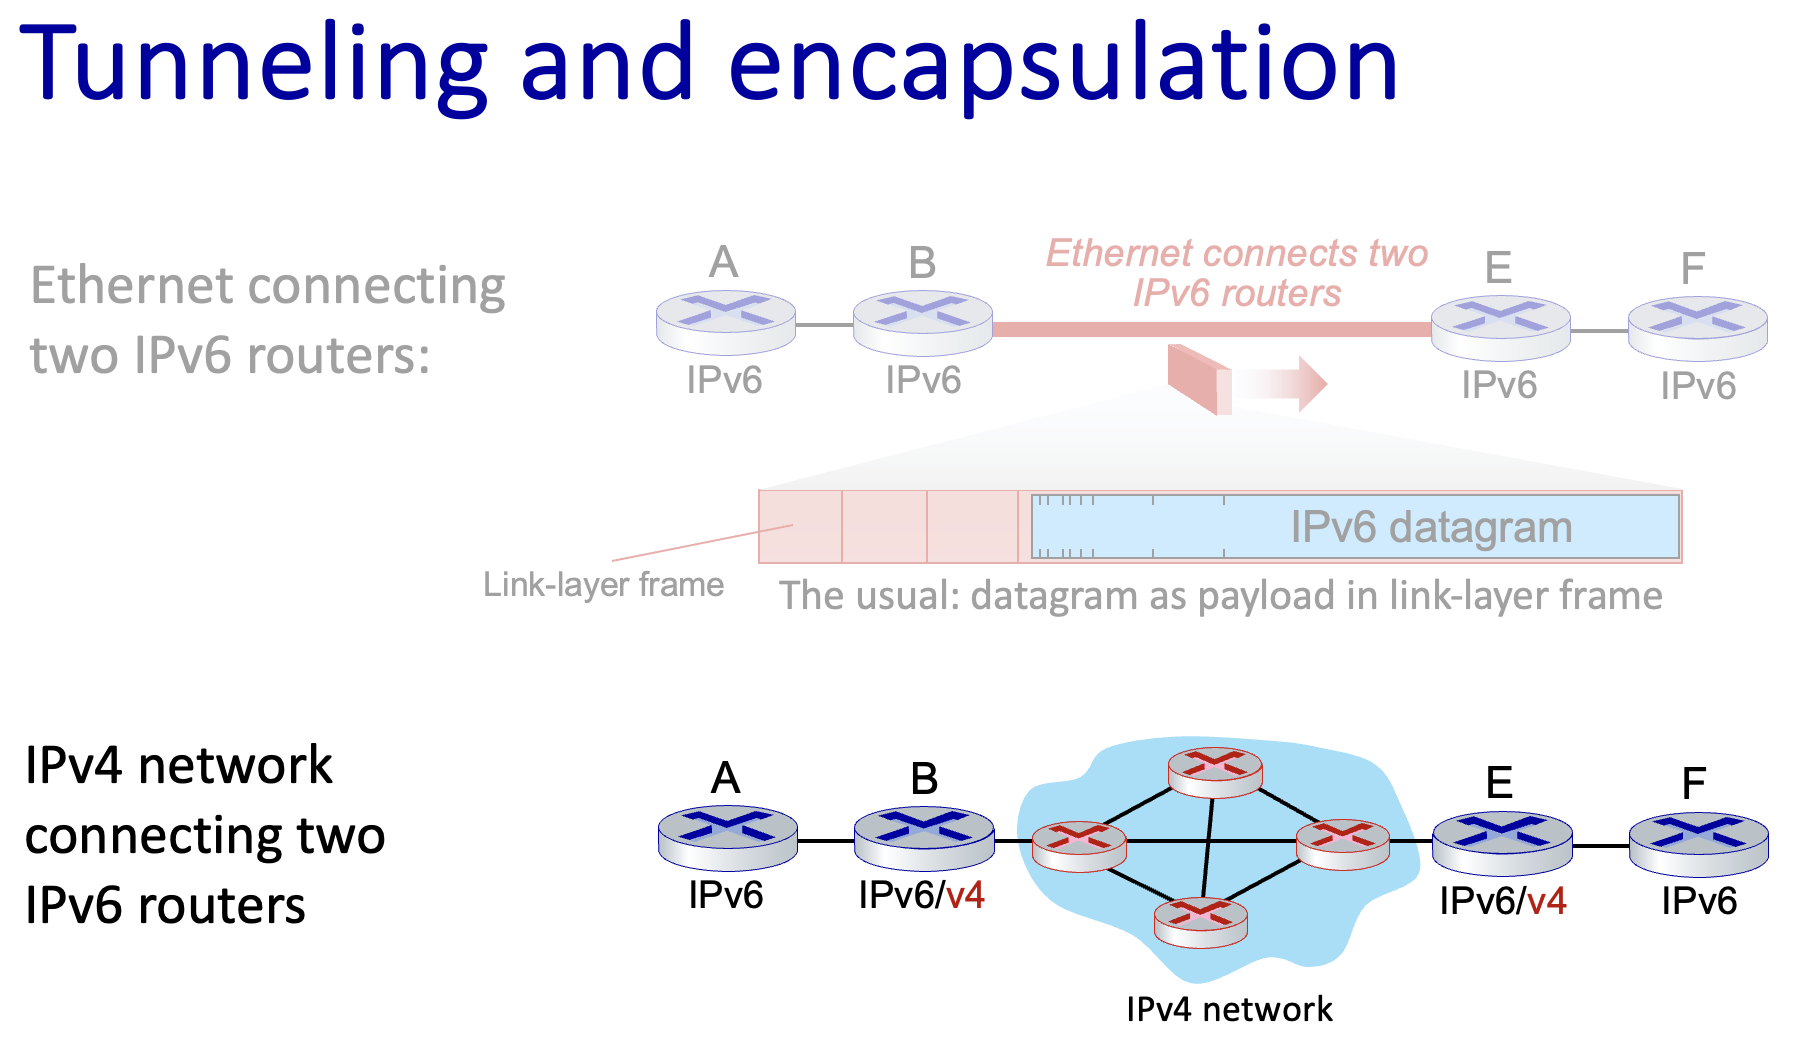 Tunneling and encapsulation
Ethernet connecting
two IPv6 routers:
A
B
Ethernet connects two
IPv6 routers
E
F
IPv6
IPv6
IPv6
IPv6
IPv6 datagram
Link-layer frame
The usual: datagram as payload in link-layer frame
IPv4 network
connecting two
IPv6 routers
A
B
E
F
IPv6
IPv6/v4
IPv6/v4
IPv6
IPv4 network